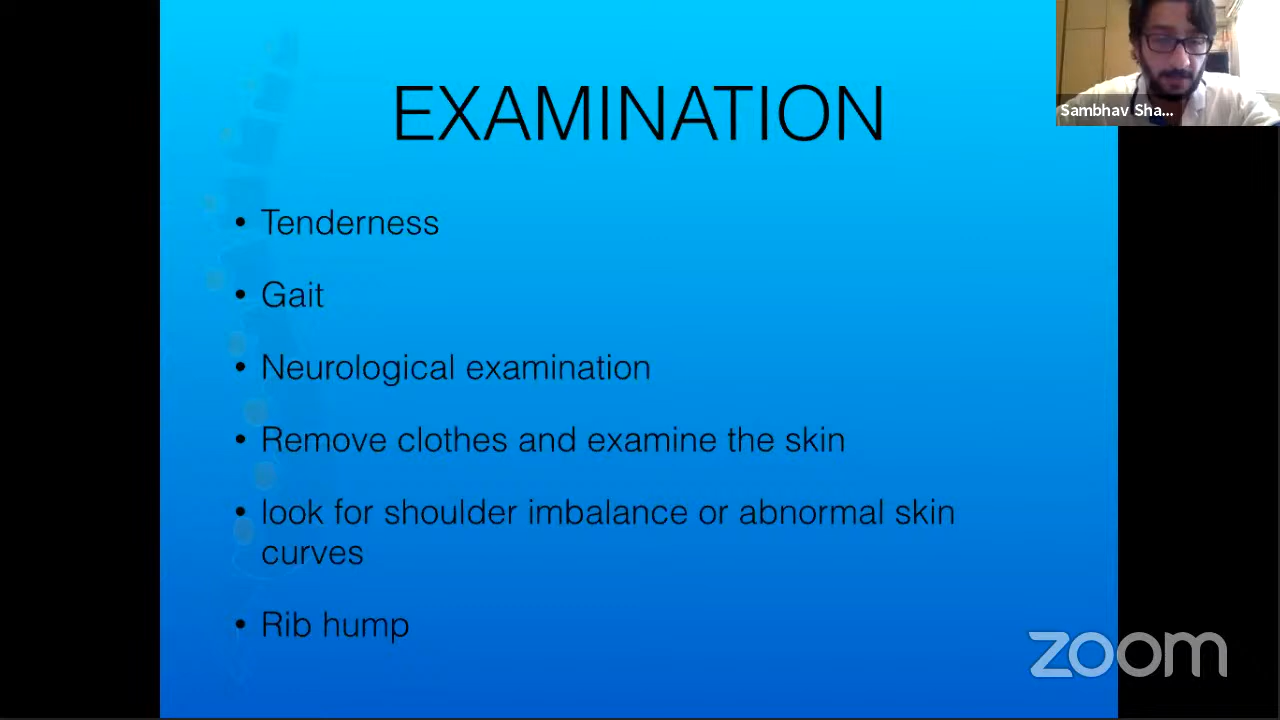 EXAMINATION
Sambhav Sha...
• Tenderness
• Gait
• Neurological examination
• Remove clothes and examine the skin
• look for shoulder imbalance or abnormal skin
curves
• Rib hump
zoom